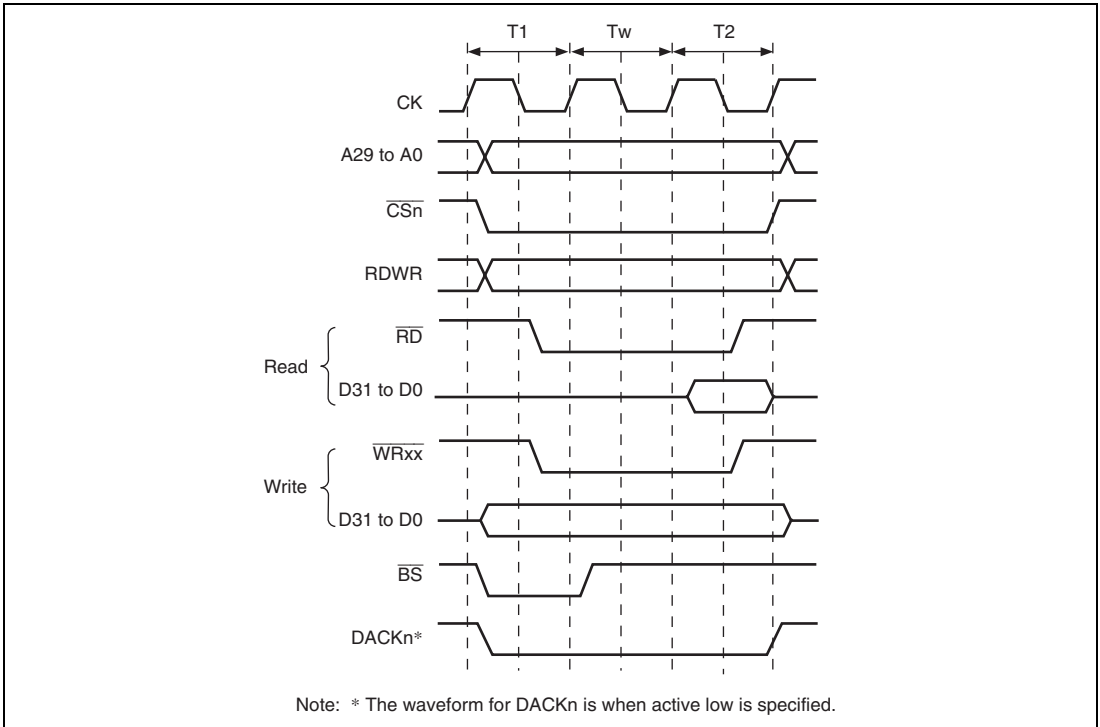 T1 Tw T2
CK
A29 to A0
CSn
RDWR
RD
Read
D31 to D0
WRxx
Write
D31 to D0
BS
DACKn*
Note: * The waveform for DACKn is when active low is specified.